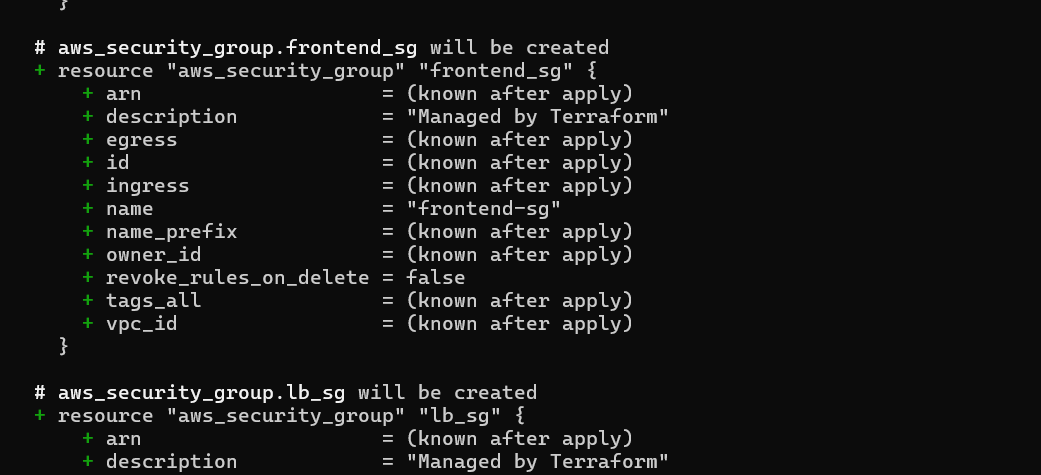 }
# aws_security_group.frontend_sg will be created
+ resource "aws_security_group" "frontend_sg" {
+ arn = (known after apply)
+ description = "Managed by Terraform"
+ egress = (known after apply)
+ id = (known after apply)
+ ingress = (known after apply)
+ name = "frontend-sg"
+ name_prefix = (known after apply)
+ owner_id = (known after apply)
+ revoke_rules_on_delete = false
+ tags_all = (known after apply)
+ vpc_id = (known after apply)
}
# aws_security_group.lb_sg will be created
+ resource "aws_security_group" "lb_sg" {
+ arn = (known after apply)
+ description = "Managed by Terraform"